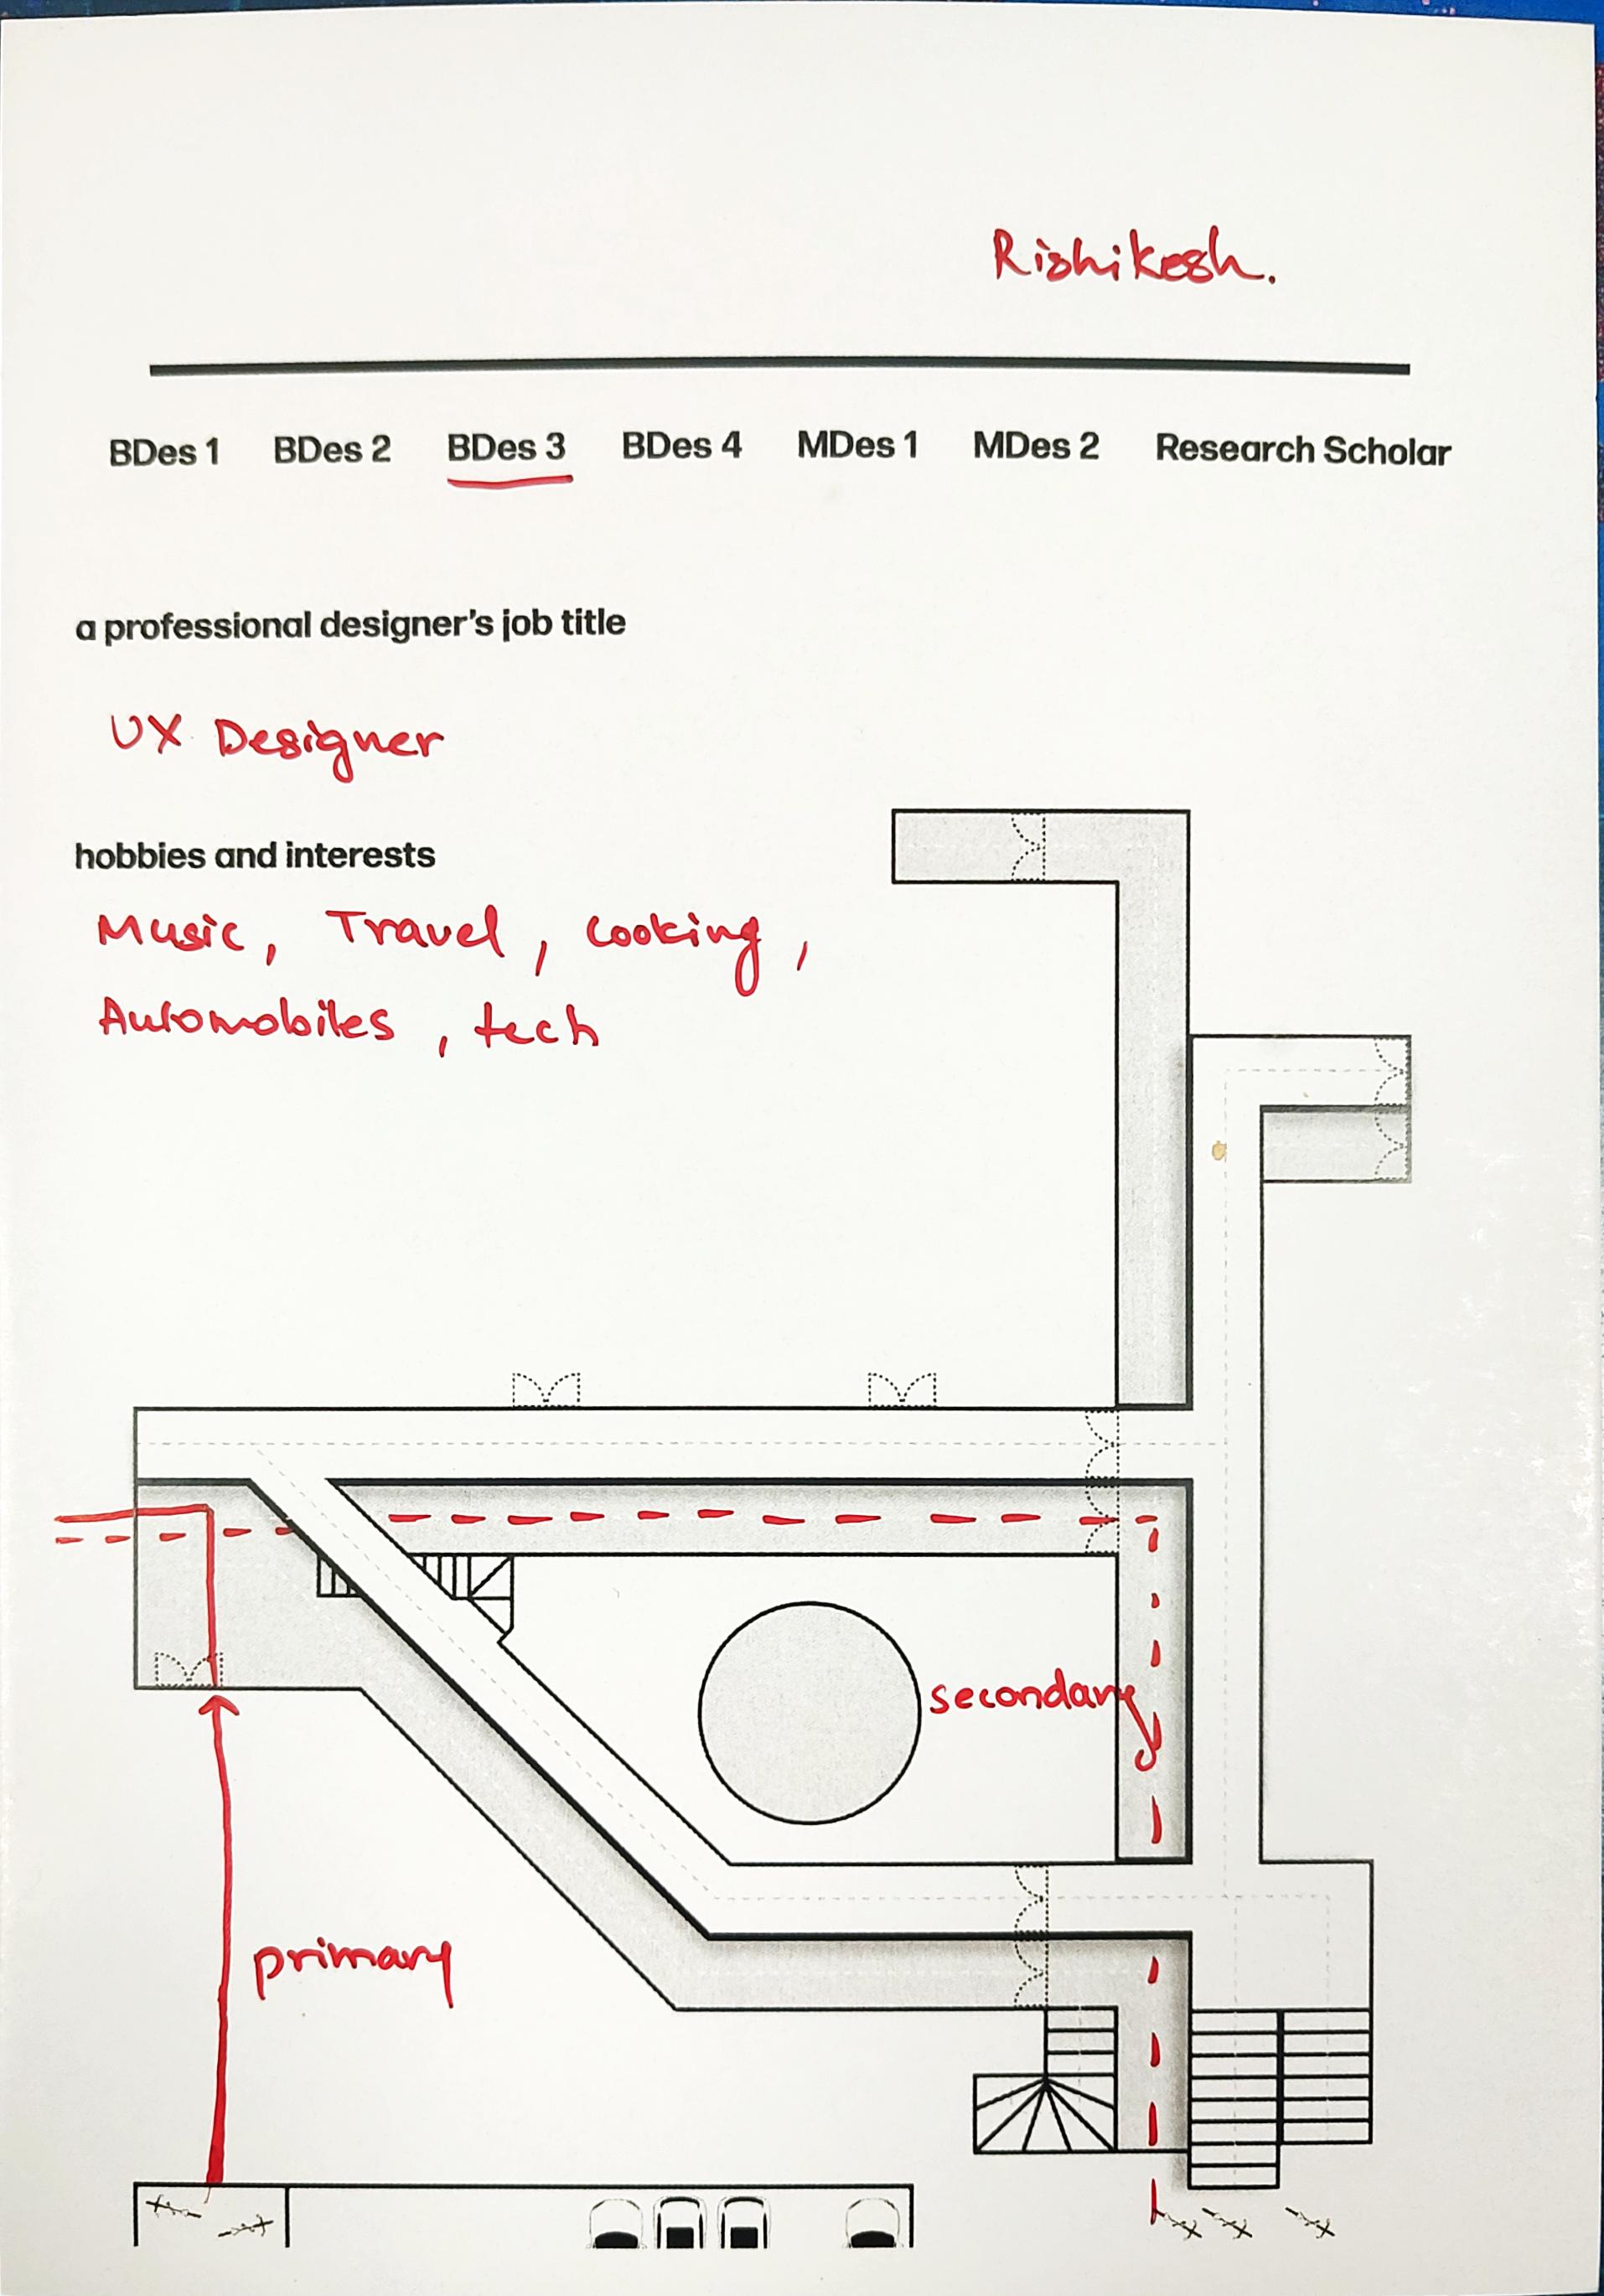 Rishikesh.
BDes 1 BDes 2 BDes 3 BDes 4 MDes 1 MDes 2 Research Scholar
a professional designer's job title
UX Designer
hobbies and interests
Music, Travel, cooking,
Automobiles, tech
secondary
primary